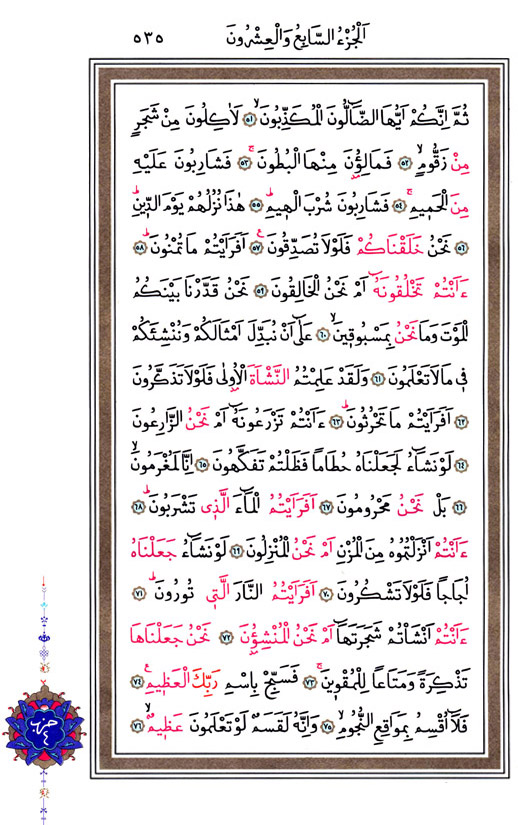 اَلْجُزْءُ السَّابِعُ وَالْعِشْرُونَ ٥٣٥
ثُمَّ اِنَّكُمْ اَيُّهَا الضَّٓالُّونَ الْمُكَذِّبُونَۙ ﴿٥١﴾ لَاٰكِلُونَ مِنْ شَجَرٍ
مِنْ زَقُّومٍۙ ﴿٥٢﴾ فَمَالِؤُ۫نَ مِنْهَا الْبُطُونَۚ ﴿٥٣﴾ فَشَارِبُونَ عَلَيْهِ
مِنَ الْحَم۪يمِۚ ﴿٥٤﴾ فَشَارِبُونَ شُرْبَ الْه۪يمِۜ ﴿٥٥﴾ هٰذَا نُزُلُهُمْ يَوْمَ الدّ۪ينِۜ
﴿٥٦﴾ نَحْنُ خَلَقْنَاكُمْ فَلَوْلَا تُصَدِّقُونَ ﴿٥٧﴾ اَفَرَاَيْتُمْ مَا تُمْنُونَۜ ﴿٥٨﴾
ءَاَنْتُمْ تَخْلُقُونَهُٓ اَمْ نَحْنُ الْخَالِقُونَ ﴿٥٩﴾ نَحْنُ قَدَّرْنَا بَيْنَكُمُ
الْمَوْتَ وَمَا نَحْنُ بِمَسْبُوق۪ينَۙ ﴿٦٠﴾ عَلٰٓى اَنْ نُبَدِّلَ اَمْثَالَكُمْ وَنُنْشِئَكُمْ
ف۪ي مَا لَا تَعْلَمُونَ ﴿٦١﴾ وَلَقَدْ عَلِمْتُمُ النَّشْاَةَ الْاُو۫لٰى فَلَوْلَا تَذَكَّرُونَ
﴿٦٢﴾ اَفَرَاَيْتُمْ مَا تَحْرُثُونَۜ ﴿٦٣﴾ ءَاَنْتُمْ تَزْرَعُونَهُٓ اَمْ نَحْنُ الزَّارِعُونَ
﴿٦٤﴾ لَوْ نَشَٓاءُ لَجَعَلْنَاهُ حُطَاماً فَظَلْتُمْ تَفَكَّهُونَ ﴿٦٥﴾ اِنَّا لَمُغْرَمُونَۙ
﴿٦٦﴾ بَلْ نَحْنُ مَحْرُومُونَ ﴿٦٧﴾ اَفَرَاَيْتُمُ الْمَٓاءَ الَّذ۪ي تَشْرَبُونَۜ ﴿٦٨﴾
ءَاَنْتُمْ اَنْزَلْتُمُوهُ مِنَ الْمُزْنِ اَمْ نَحْنُ الْمُنْزِلُونَ ﴿٦٩﴾ لَوْ نَشَٓاءُ جَعَلْنَاهُ
اُجَاجاً فَلَوْلَا تَشْكُرُونَ ﴿٧٠﴾ اَفَرَاَيْتُمُ النَّارَ الَّت۪ي تُورُونَۜ ﴿٧١﴾
ءَاَنْتُمْ اَنْشَأْتُمْ شَجَرَتَهَٓا اَمْ نَحْنُ الْمُنْشِؤُ۫نَ ﴿٧٢﴾ نَحْنُ جَعَلْنَاهَا
تَذْكِرَةً وَمَتَاعاً لِلْمُقْو۪ينَۚ ﴿٧٣﴾ فَسَبِّحْ بِاسْمِ رَبِّكَ الْعَظ۪يمِ ﴿٧٤﴾
فَلَٓا اُقْسِمُ بِمَوَاقِعِ النُّجُومِۙ ﴿٧٥﴾ وَاِنَّهُ لَقَسَمٌ لَوْ تَعْلَمُونَ عَظ۪يمٌۙ ﴿٧٦﴾
حزب
٤